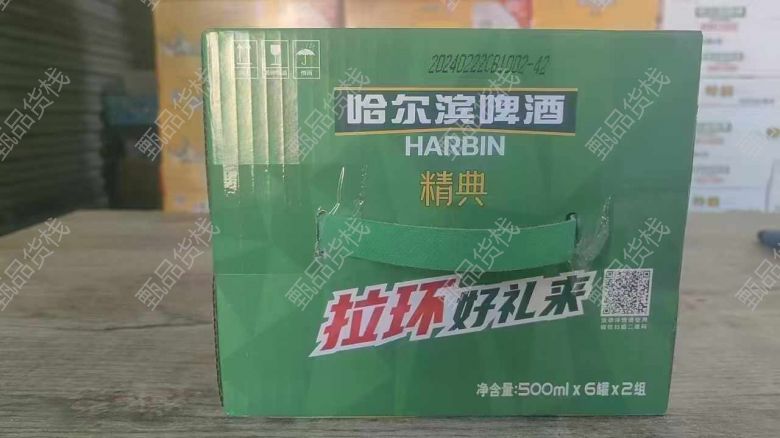 20240222CB1002-42
哈尔滨啤酒
HARBIN
精典
拉环好礼来
净含量:500ml x 6罐 x 2组
甄品货栈